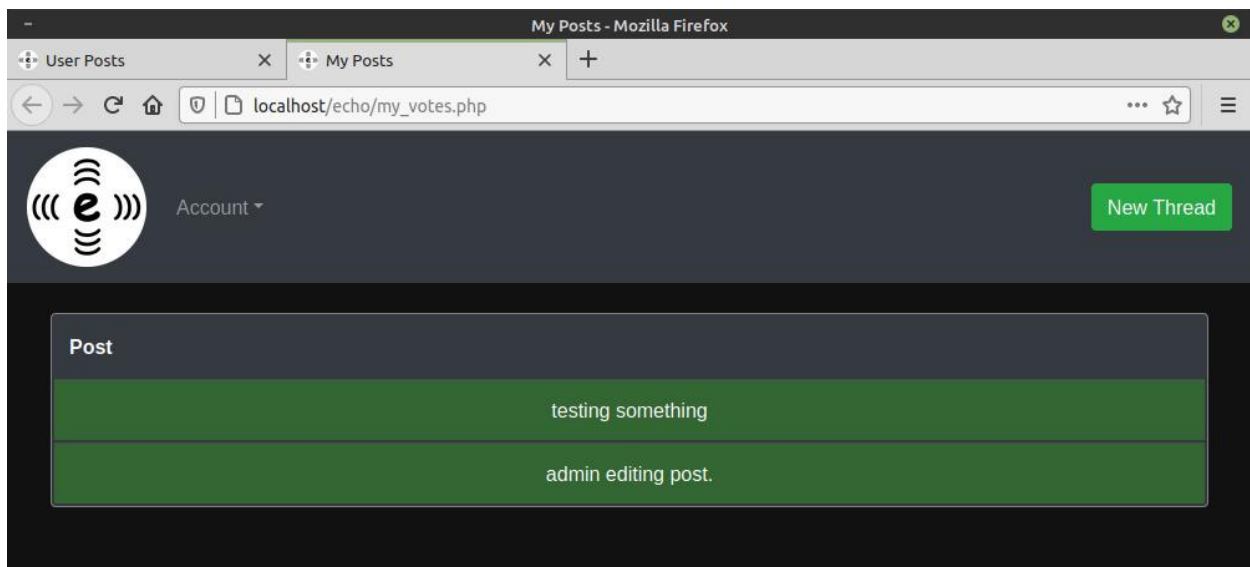 My Posts - Mozilla Firefox
User Posts
My Posts
localhost/echo/my_votes.php
((( e )))
Account
New Thread
Post
testing something
admin editing post.